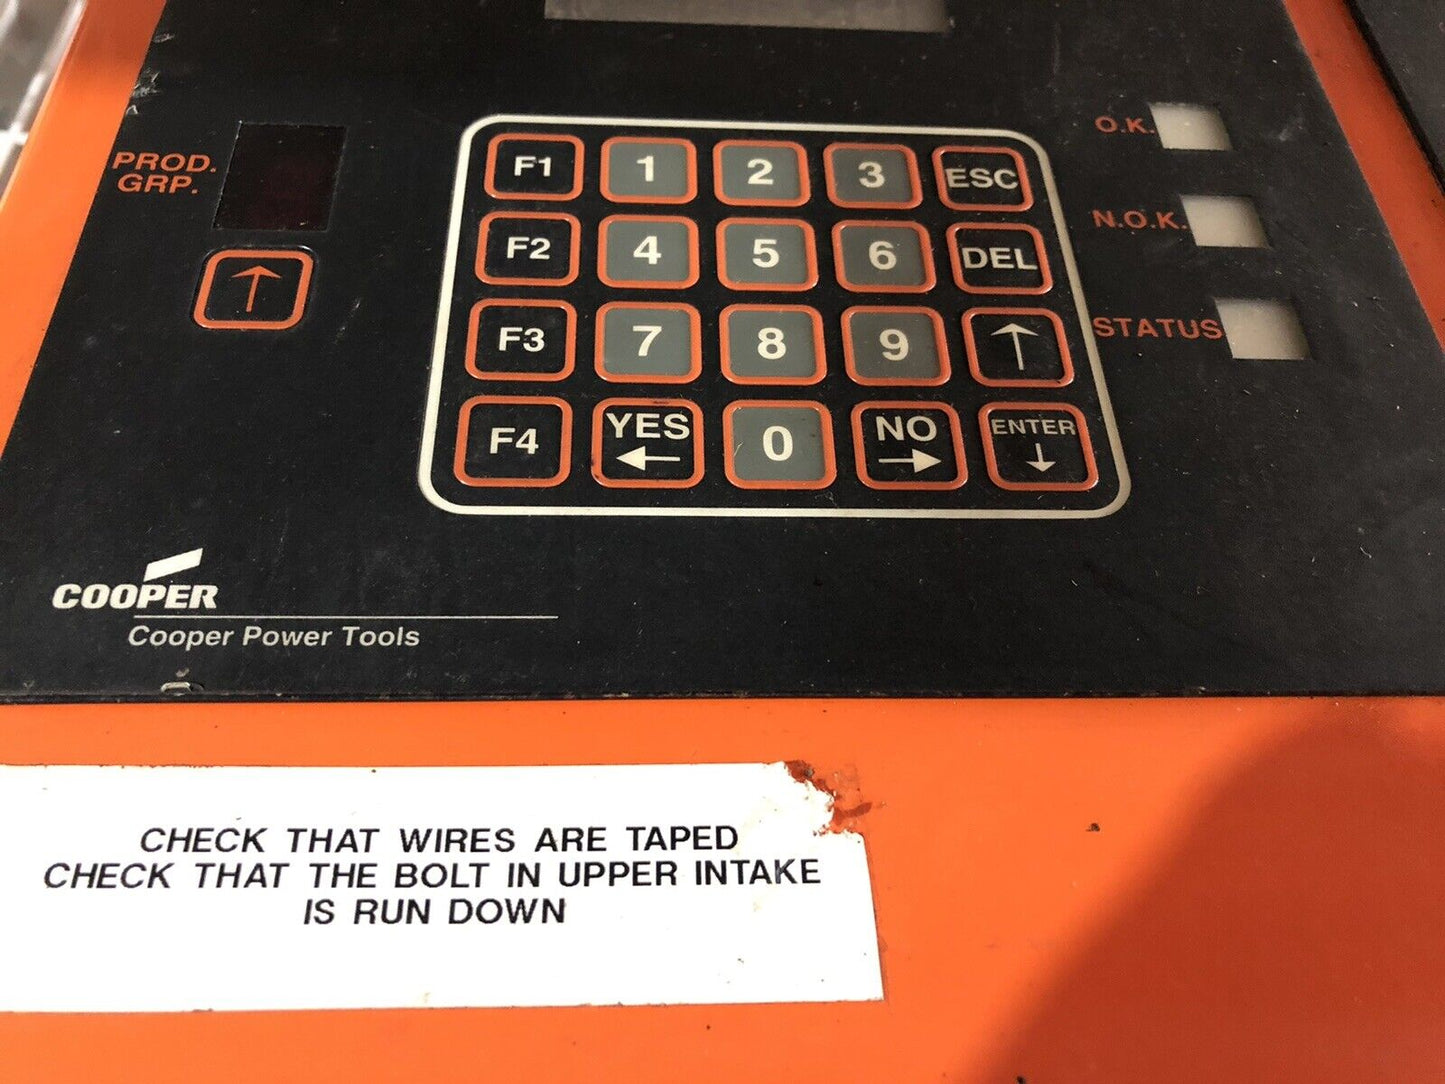 O.K.
PROD.
GRP.
F1 1 2 3 ESC
N.O.K.
F2 4 5 6 DEL
STATUS
F3 7 8 9
F4 YES 0 NO ENTER
COOPER
Cooper Power Tools
CHECK THAT WIRES ARE TAPED
CHECK THAT THE BOLT IN UPPER INTAKE
IS RUN DOWN